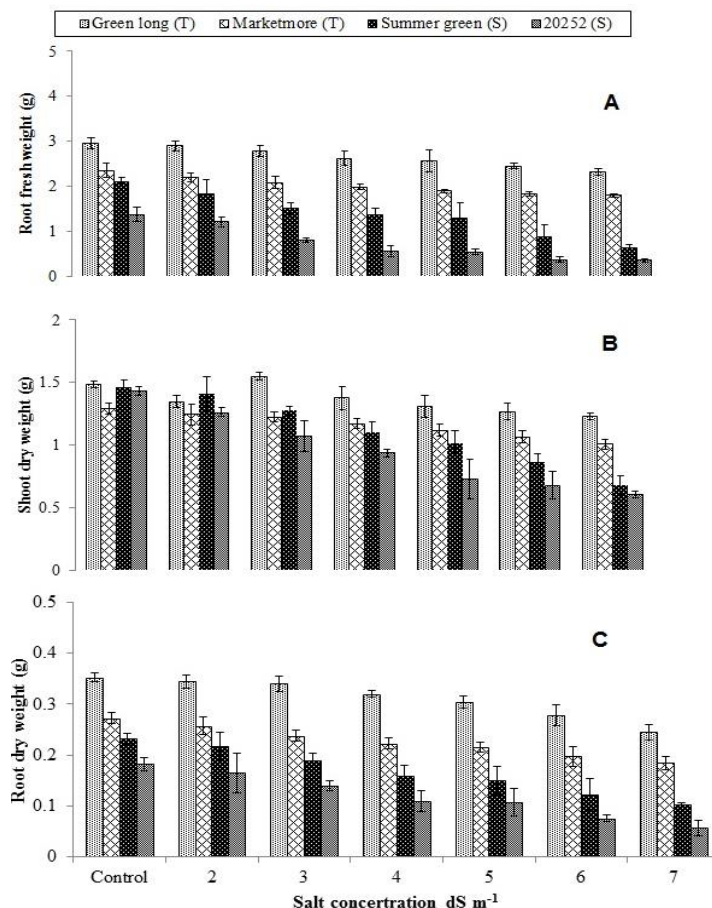 Green long (T) Marketmore (T) Summer green (S) 20252 (S)
A
Root freshweight (g)
5
4
3
2
1
0
B
Shoot dry weight (g)
2
1.5
1
0.5
0
C
Root dry weight (g)
0.5
0.4
0.3
0.2
0.1
0
Control 2 3 4 5 6 7
Salt concertration dS m-1